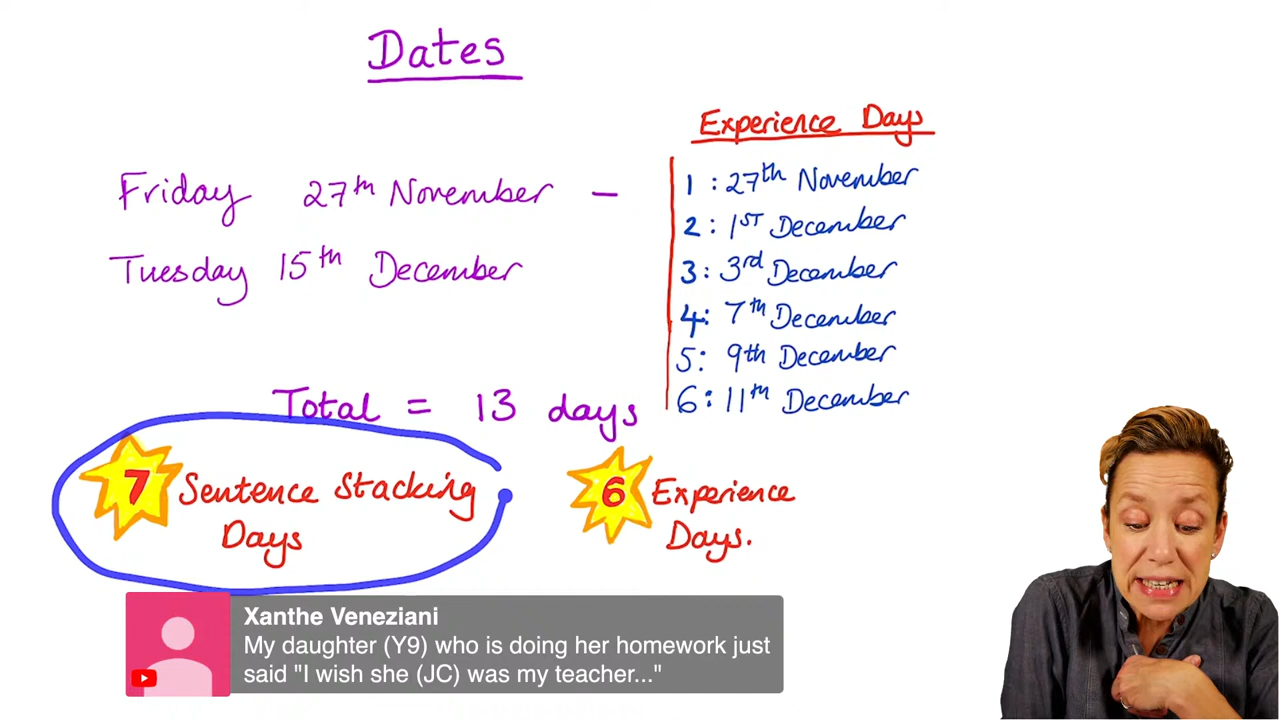 Dates
Friday 27th November –
Tuesday 15th December
Experience Days
1 : 27th November
2 : 1ST December
3 : 3rd December
4 : 7th December
5 : 9th December
6 : 11th December
Total = 13 days
7 Sentence Stacking
Days
6 Experience
Days.
Xanthe Veneziani
My daughter (Y9) who is doing her homework just
said "I wish she (JC) was my teacher..."